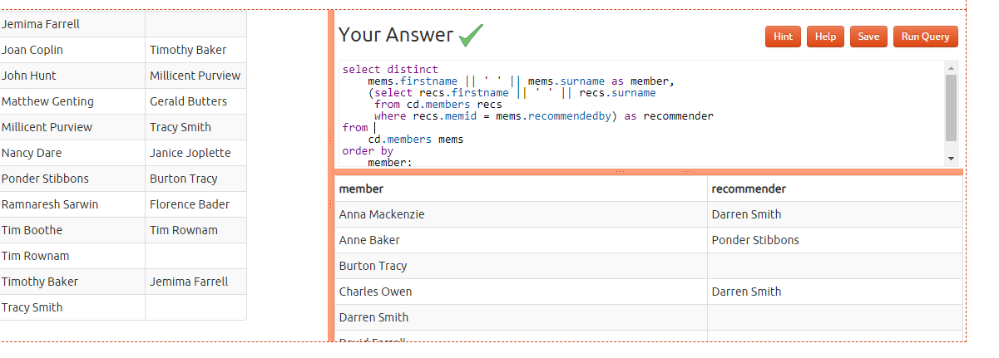 Jemima Farrell
Joan Coplin Timothy Baker
John Hunt Millicent Purview
Matthew Genting Gerald Butters
Millicent Purview Tracy Smith
Nancy Dare Janice Joplette
Ponder Stibbons Burton Tracy
Ramnaresh Sarwin Florence Bader
Tim Boothe Tim Rownam
Tim Rownam
Timothy Baker Jemima Farrell
Tracy Smith
Your Answer
Hint Help Save Run Query
select distinct
mems.firstname || ' ' || mems.surname as member,
(select recs.firstname || ' ' || recs.surname
from cd.members recs
where recs.memid = mems.recommendedby) as recommender
from
cd.members mems
order by
member;
member recommender
Anna Mackenzie Darren Smith
Anne Baker Ponder Stibbons
Burton Tracy
Charles Owen Darren Smith
Darren Smith
David Farrell